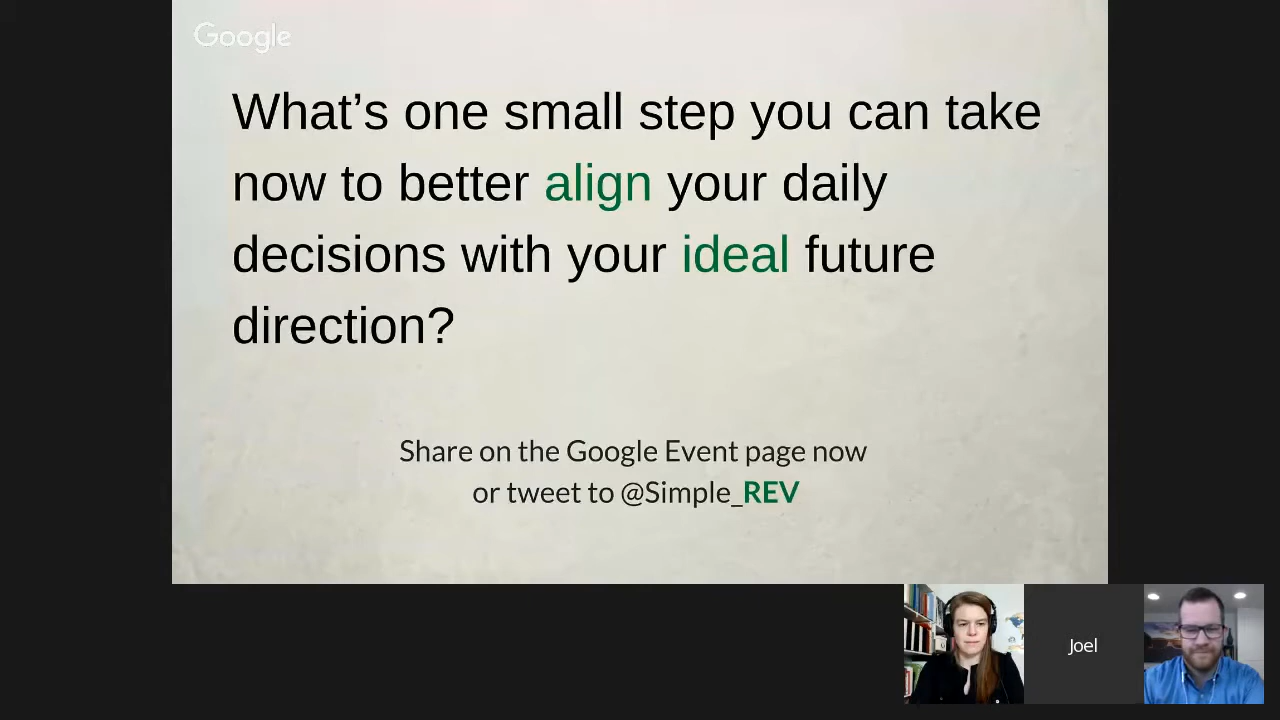 Google
What's one small step you can take
now to better align your daily
decisions with your ideal future
direction?
Share on the Google Event page now
or tweet to @Simple_REV
Joel